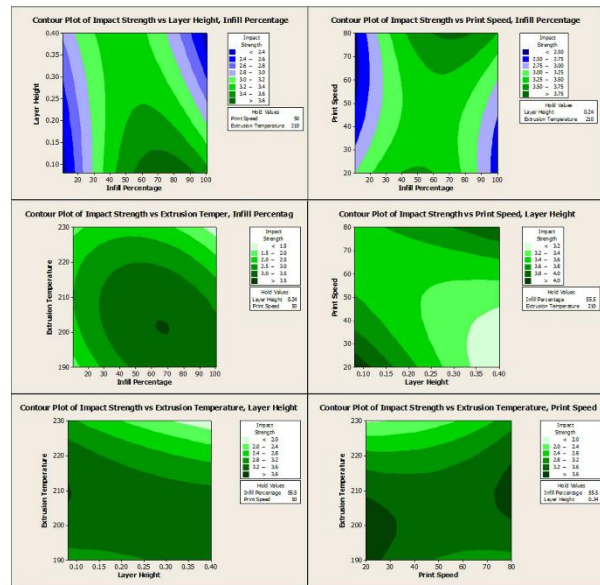 Contour Plot of Impact Strength vs Layer Height, Infill Percentage
0.40
0.35
0.30
0.25
0.20
0.15
0.10
Layer Height
10 20 30 40 50 60 70 80 90 100
Infill Percentage
Impact
Strength
< 2.4
2.4 – 2.6
2.6 – 2.8
2.8 – 3.0
3.0 – 3.2
3.2 – 3.4
3.4 – 3.6
> 3.6
Hold Values
Print Speed 50
Extrusion Temperature 210
Contour Plot of Impact Strength vs Print Speed, Infill Percentage
80
70
60
50
40
30
20
Print Speed
10 20 30 40 50 60 70 80 90 100
Infill Percentage
Impact
Strength
< 2.50
2.50 – 2.75
2.75 – 3.00
3.00 – 3.25
3.25 – 3.50
3.50 – 3.75
> 3.75
Hold Values
Layer Height 0.24
Extrusion Temperature 210
Contour Plot of Impact Strength vs Extrusion Temper, Infill Percentag
230
220
210
200
190
Extrusion Temperature
10 20 30 40 50 60 70 80 90 100
Infill Percentage
Impact
Strength
< 1.5
1.5 – 2.0
2.0 – 2.5
2.5 – 3.0
3.0 – 3.5
> 3.5
Hold Values
Layer Height 0.24
Print Speed 50
Contour Plot of Impact Strength vs Print Speed, Layer Height
80
70
60
50
40
30
20
Print Speed
0.10 0.15 0.20 0.25 0.30 0.35 0.40
Layer Height
Impact
Strength
< 3.2
3.2 – 3.4
3.4 – 3.6
3.6 – 3.8
3.8 – 4.0
> 4.0
Hold Values
Infill Percentage 55.5
Extrusion Temperature 210
Contour Plot of Impact Strength vs Extrusion Temperature, Layer Height
230
220
210
200
190
Extrusion Temperature
0.10 0.15 0.20 0.25 0.30 0.35 0.40
Layer Height
Impact
Strength
< 2.0
2.0 – 2.4
2.4 – 2.8
2.8 – 3.2
3.2 – 3.6
> 3.6
Hold Values
Infill Percentage 55.5
Print Speed 50
Contour Plot of Impact Strength vs Extrusion Temperature, Print Speed
230
220
210
200
190
Extrusion Temperature
20 30 40 50 60 70 80
Print Speed
Impact
Strength
< 2.0
2.0 – 2.4
2.4 – 2.8
2.8 – 3.2
3.2 – 3.6
> 3.6
Hold Values
Infill Percentage 55.5
Layer Height 0.24